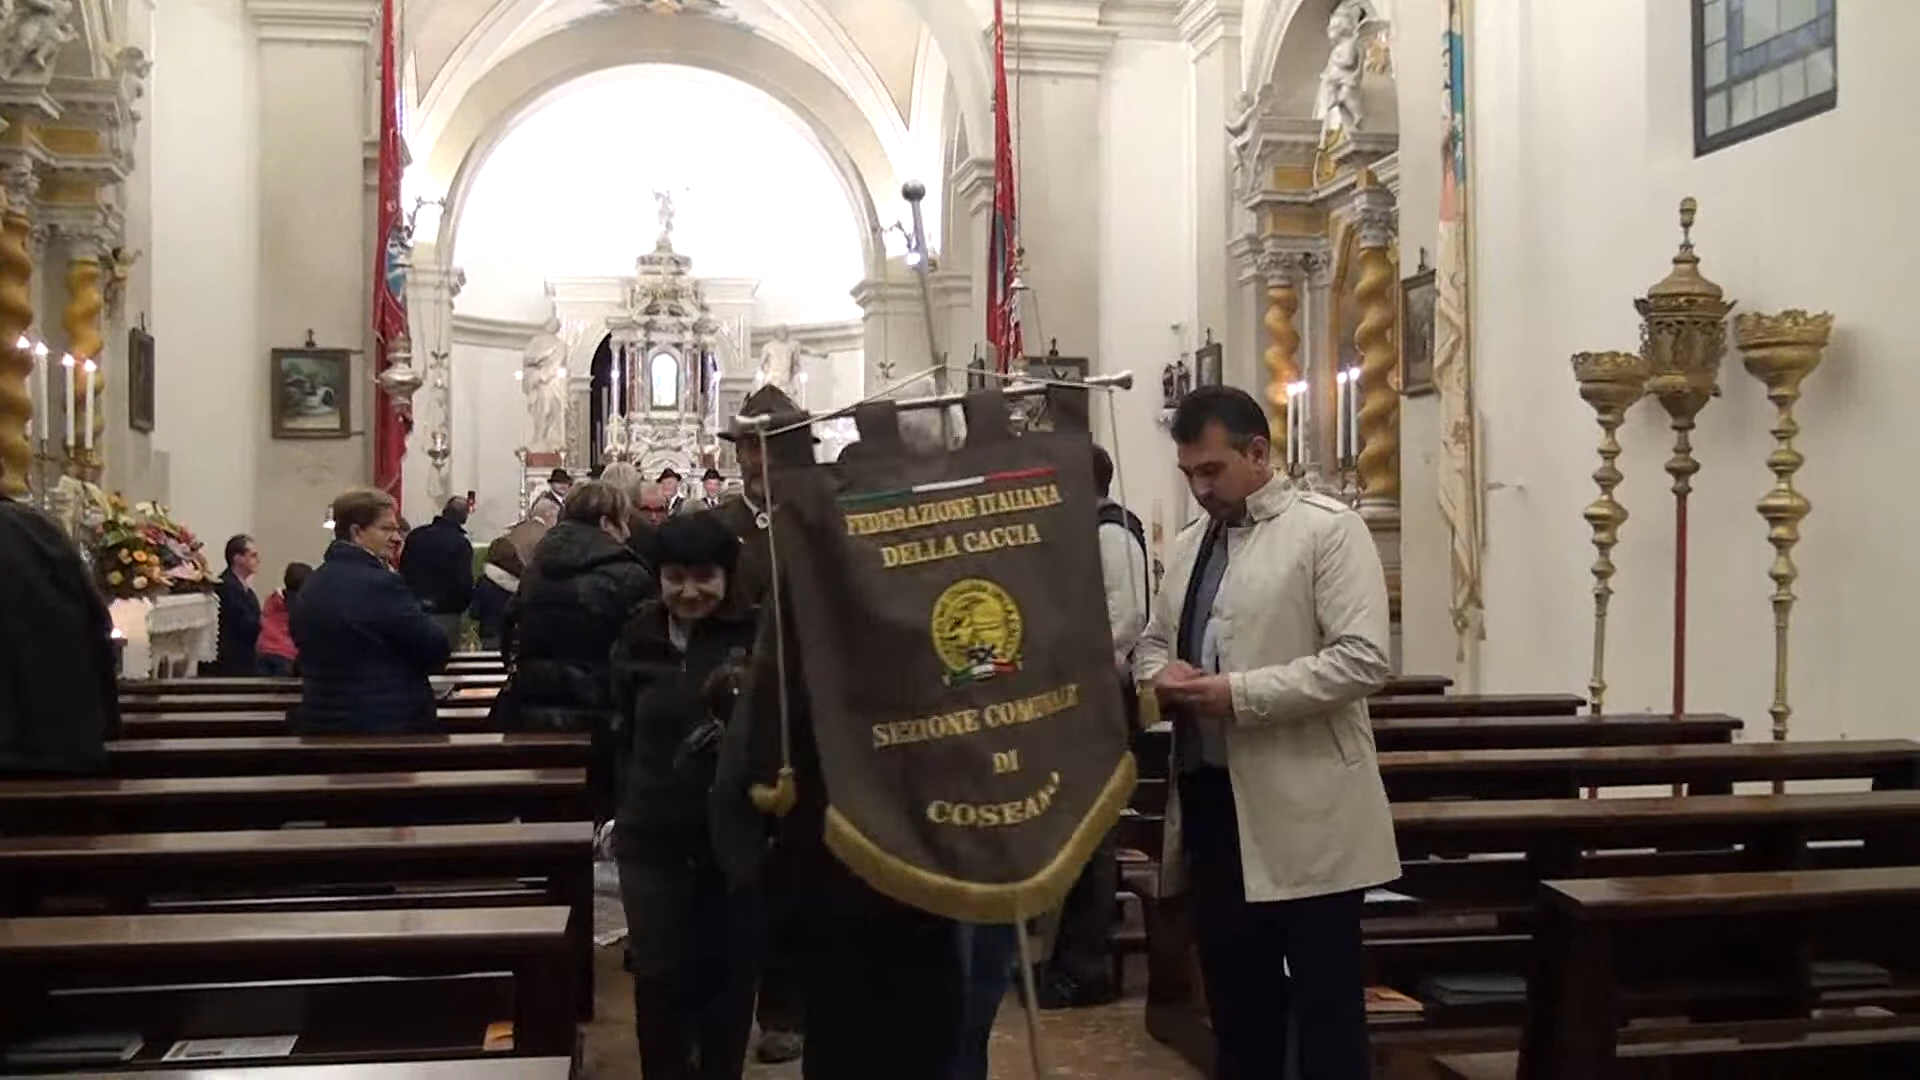 FEDERAZIONE ITALIANA
DELLA CACCIA
SEZIONE COMUNALE
DI
COSEANO